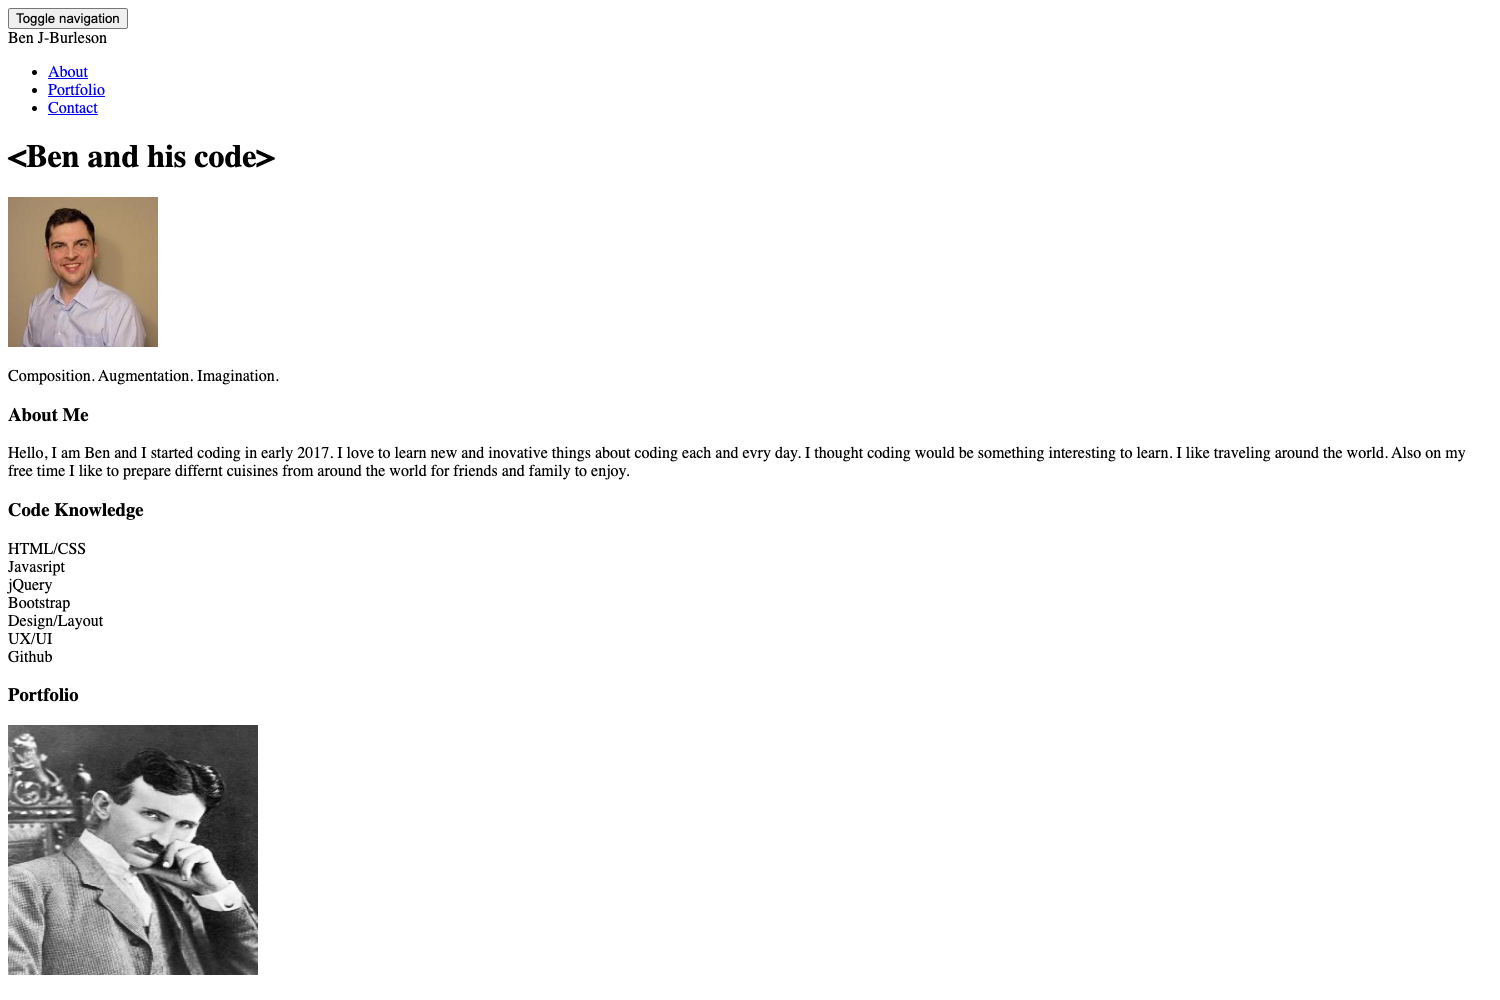 Toggle navigation
Ben J-Burleson
About
Portfolio
Contact
<Ben and his code>
Composition. Augmentation. Imagination.
About Me
Hello, I am Ben and I started coding in early 2017. I love to learn new and inovative things about coding each and evry day. I thought coding would be something interesting to learn. I like traveling around the world. Also on my
free time I like to prepare differnt cuisines from around the world for friends and family to enjoy.
Code Knowledge
HTML/CSS
Javasript
jQuery
Bootstrap
Design/Layout
UX/UI
Github
Portfolio